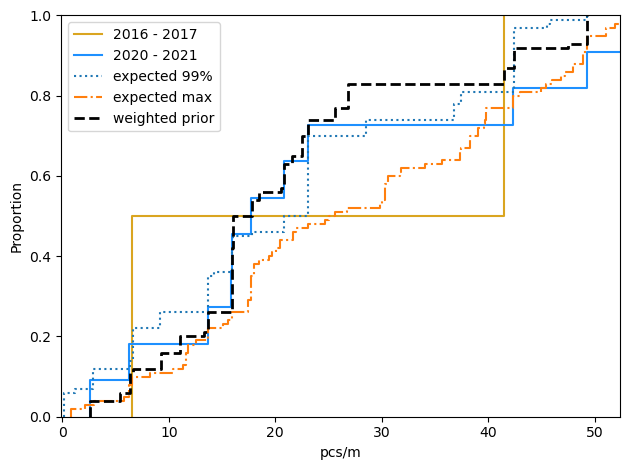 1.0
0.8
0.6
0.4
0.2
0.0
Proportion
2016 - 2017
2020 - 2021
expected 99%
expected max
weighted prior
0 10 20 30 40 50
pcs/m